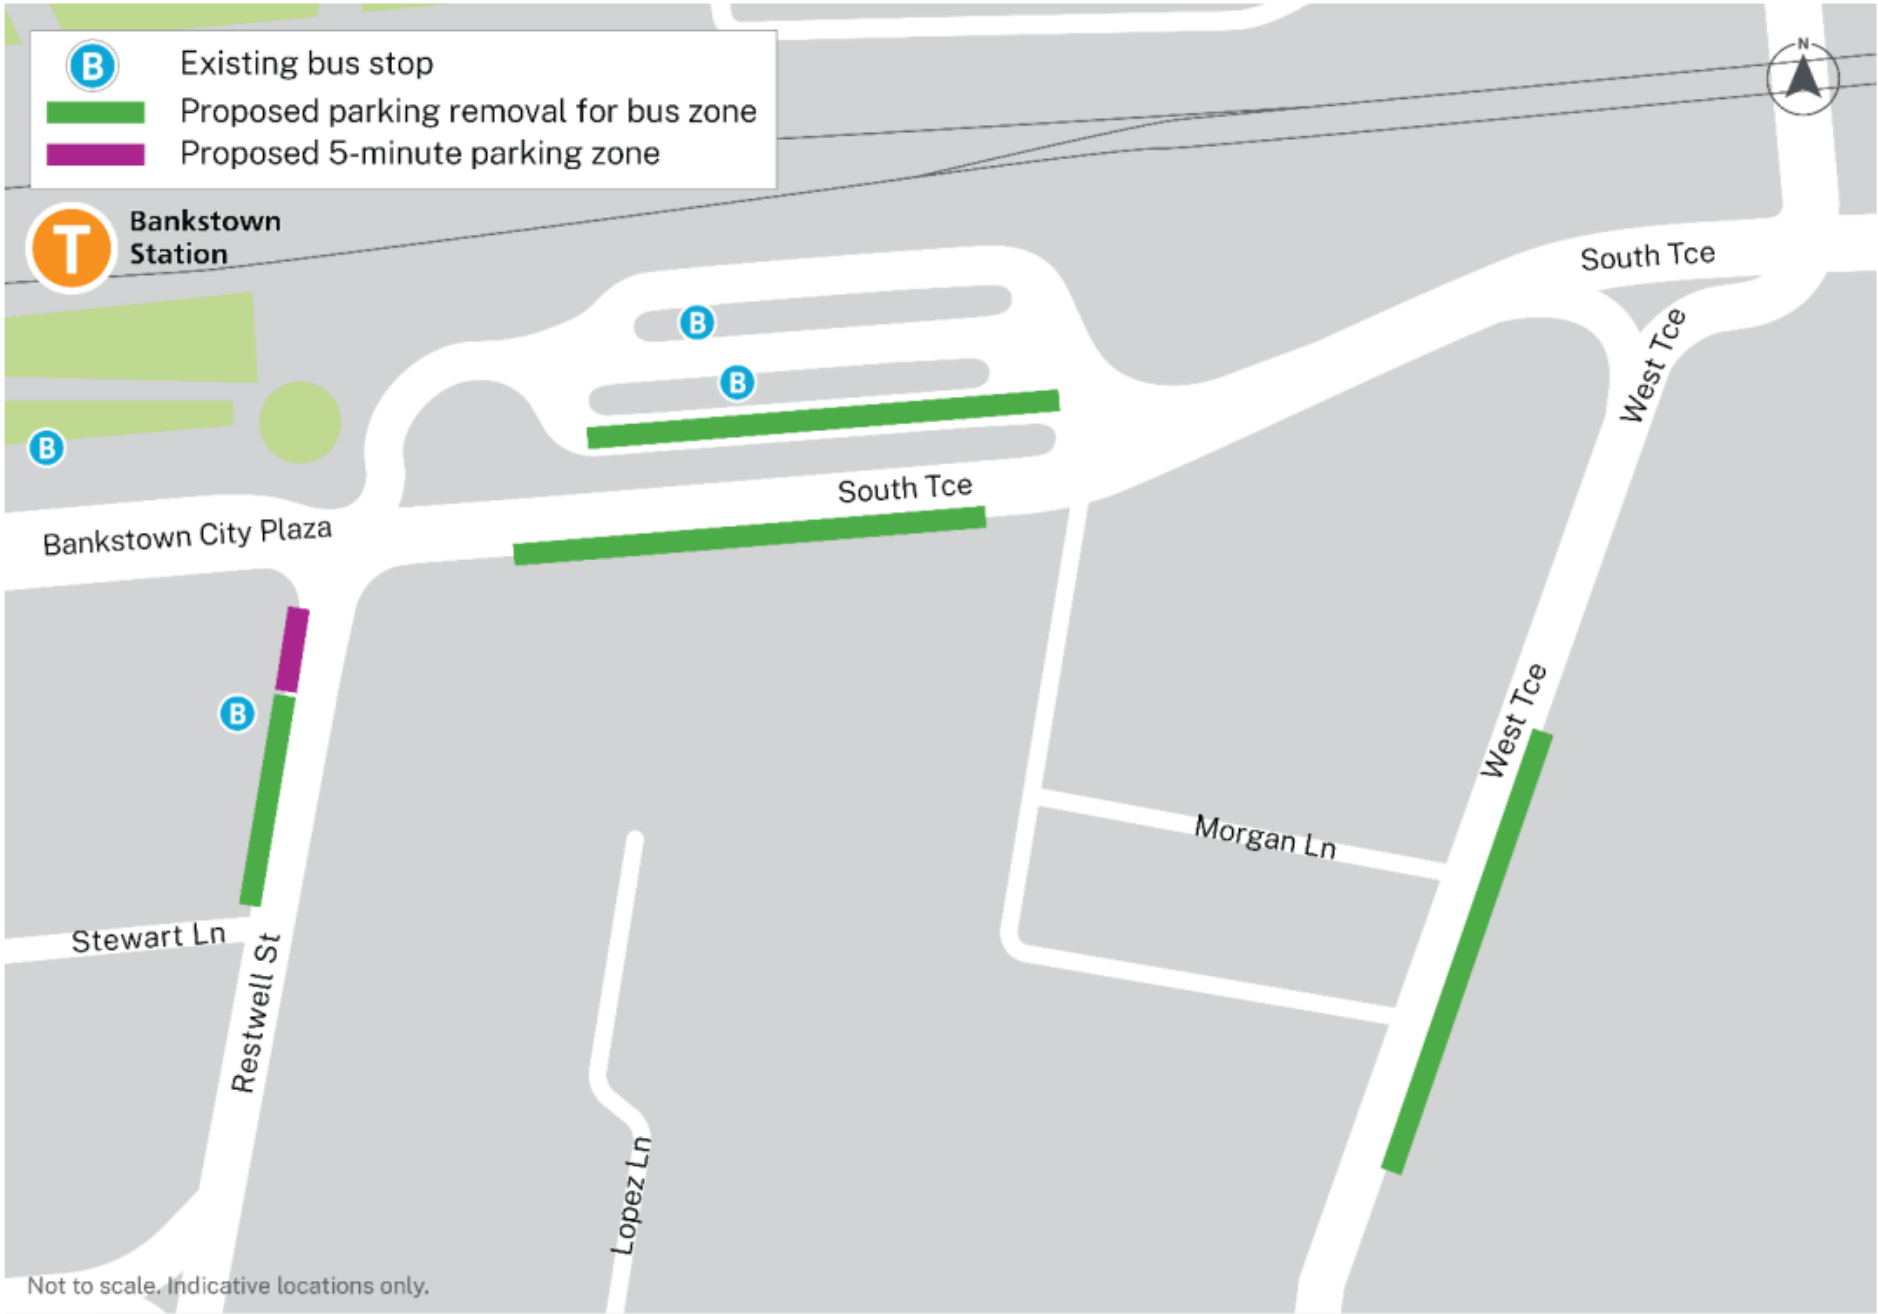 B Existing bus stop
Proposed parking removal for bus zone
Proposed 5-minute parking zone
N
T
Bankstown
Station
South Tce
West Tce
B
B
B
South Tce
Bankstown City Plaza
B
West Tce
Morgan Ln
Stewart Ln
Restwell St
Lopez Ln
Not to scale. Indicative locations only.